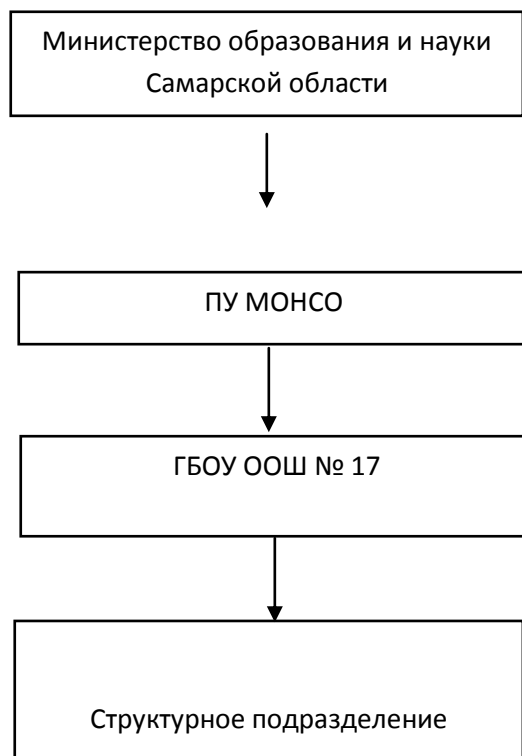 Министерство образования и науки
Самарской области
ПУ МОНСО
ГБОУ ООШ № 17
Структурное подразделение